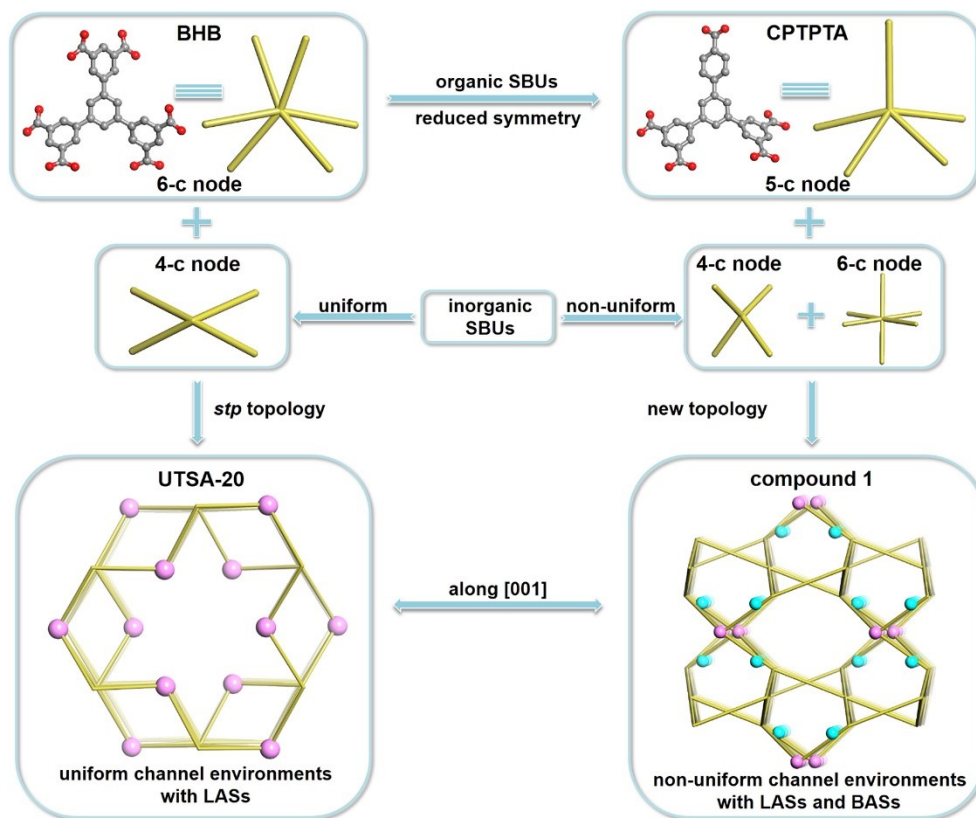 BHB
6-c node
organic SBUs
reduced symmetry
CPTPTA
5-c node
4-c node
uniform
inorganic
SBUs
non-uniform
4-c node
6-c node
stp topology
new topology
UTSA-20
uniform channel environments
with LASs
along [001]
compound 1
non-uniform channel environments
with LASs and BASs